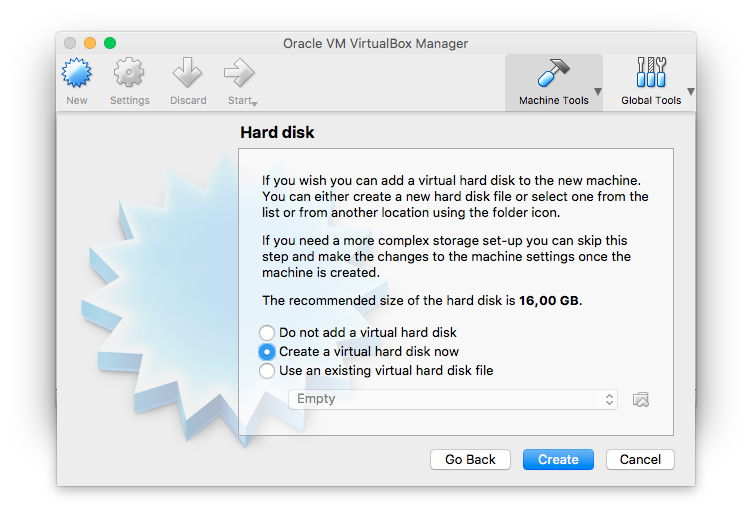 Oracle VM VirtualBox Manager
New
Settings
Discard
Start
Machine Tools
Global Tools
Hard disk
If you wish you can add a virtual hard disk to the new machine.
You can either create a new hard disk file or select one from the
list or from another location using the folder icon.
If you need a more complex storage set-up you can skip this
step and make the changes to the machine settings once the
machine is created.
The recommended size of the hard disk is 16,00 GB.
Do not add a virtual hard disk
Create a virtual hard disk now
Use an existing virtual hard disk file
Empty
Go Back
Create
Cancel